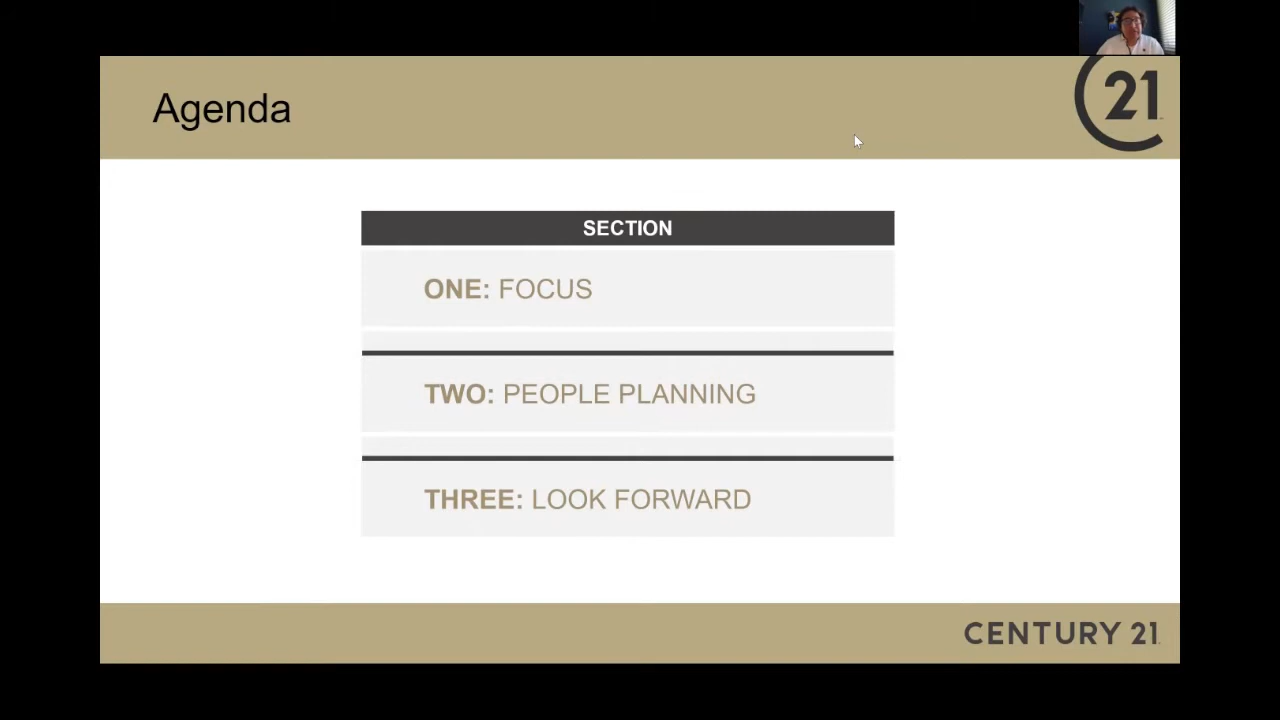 Agenda
21
SECTION
ONE: FOCUS
TWO: PEOPLE PLANNING
THREE: LOOK FORWARD
CENTURY 21